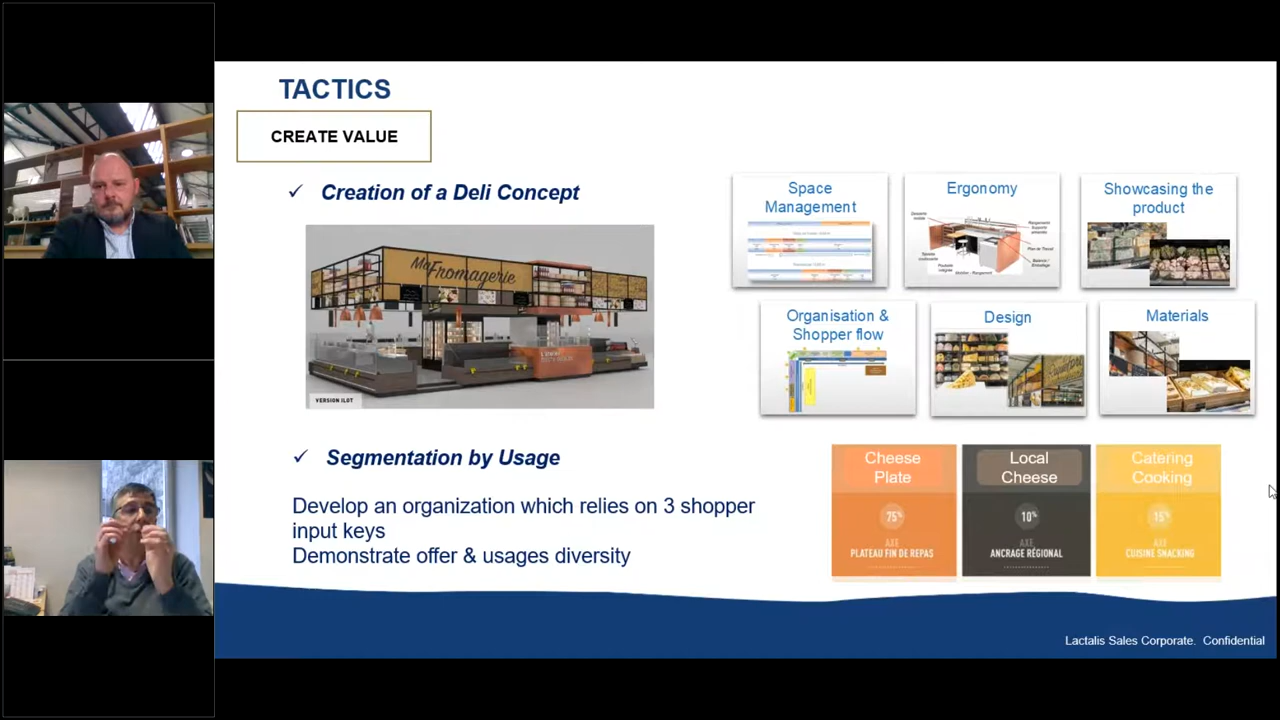 TACTICS
CREATE VALUE
✓ Creation of a Deli Concept
Ma Fromagerie
VERSION ILOT
Space
Management
Ergonomy
Showcasing the
product
Organisation &
Shopper flow
Design
Materials
✓ Segmentation by Usage
Develop an organization which relies on 3 shopper
input keys
Demonstrate offer & usages diversity
Cheese
Plate
75%
AXE
PLATEAU FIN DE REPAS
Local
Cheese
10%
AXE
ANCRAGE RÉGIONAL
Catering
Cooking
15%
AXE
CUISINE SNACKING
Lactalis Sales Corporate. Confidential